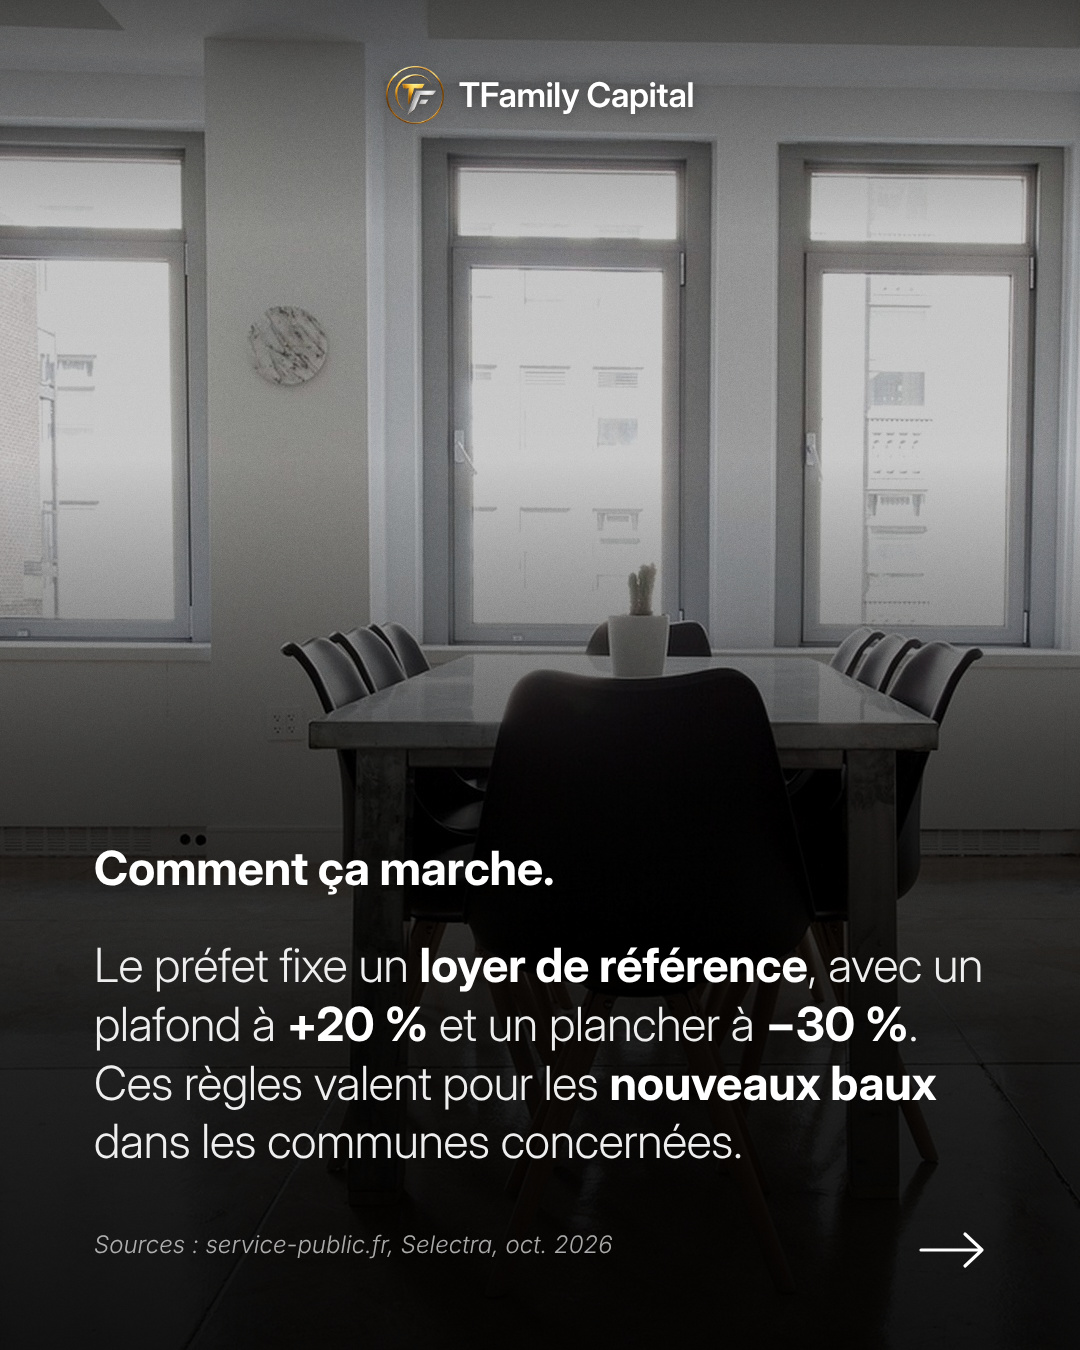 TFamily Capital
Comment ça marche.
Le préfet fixe un loyer de référence, avec un
plafond à +20 % et un plancher à −30 %.
Ces règles valent pour les nouveaux baux
dans les communes concernées.
Sources : service-public.fr, Selectra, oct. 2026